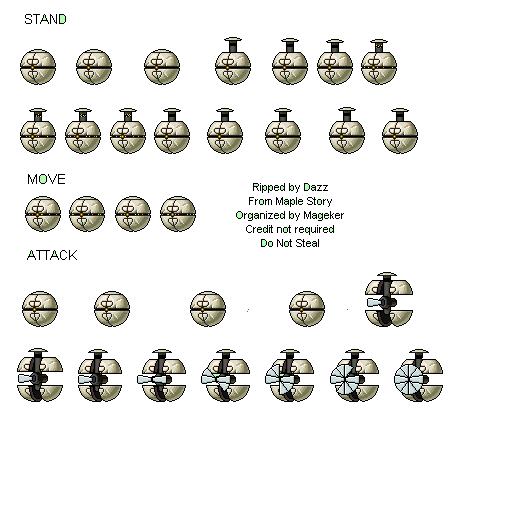 STAND
MOVE
Ripped by Dazz
From Maple Story
Organized by Mageker
Credit not required
Do Not Steal
ATTACK